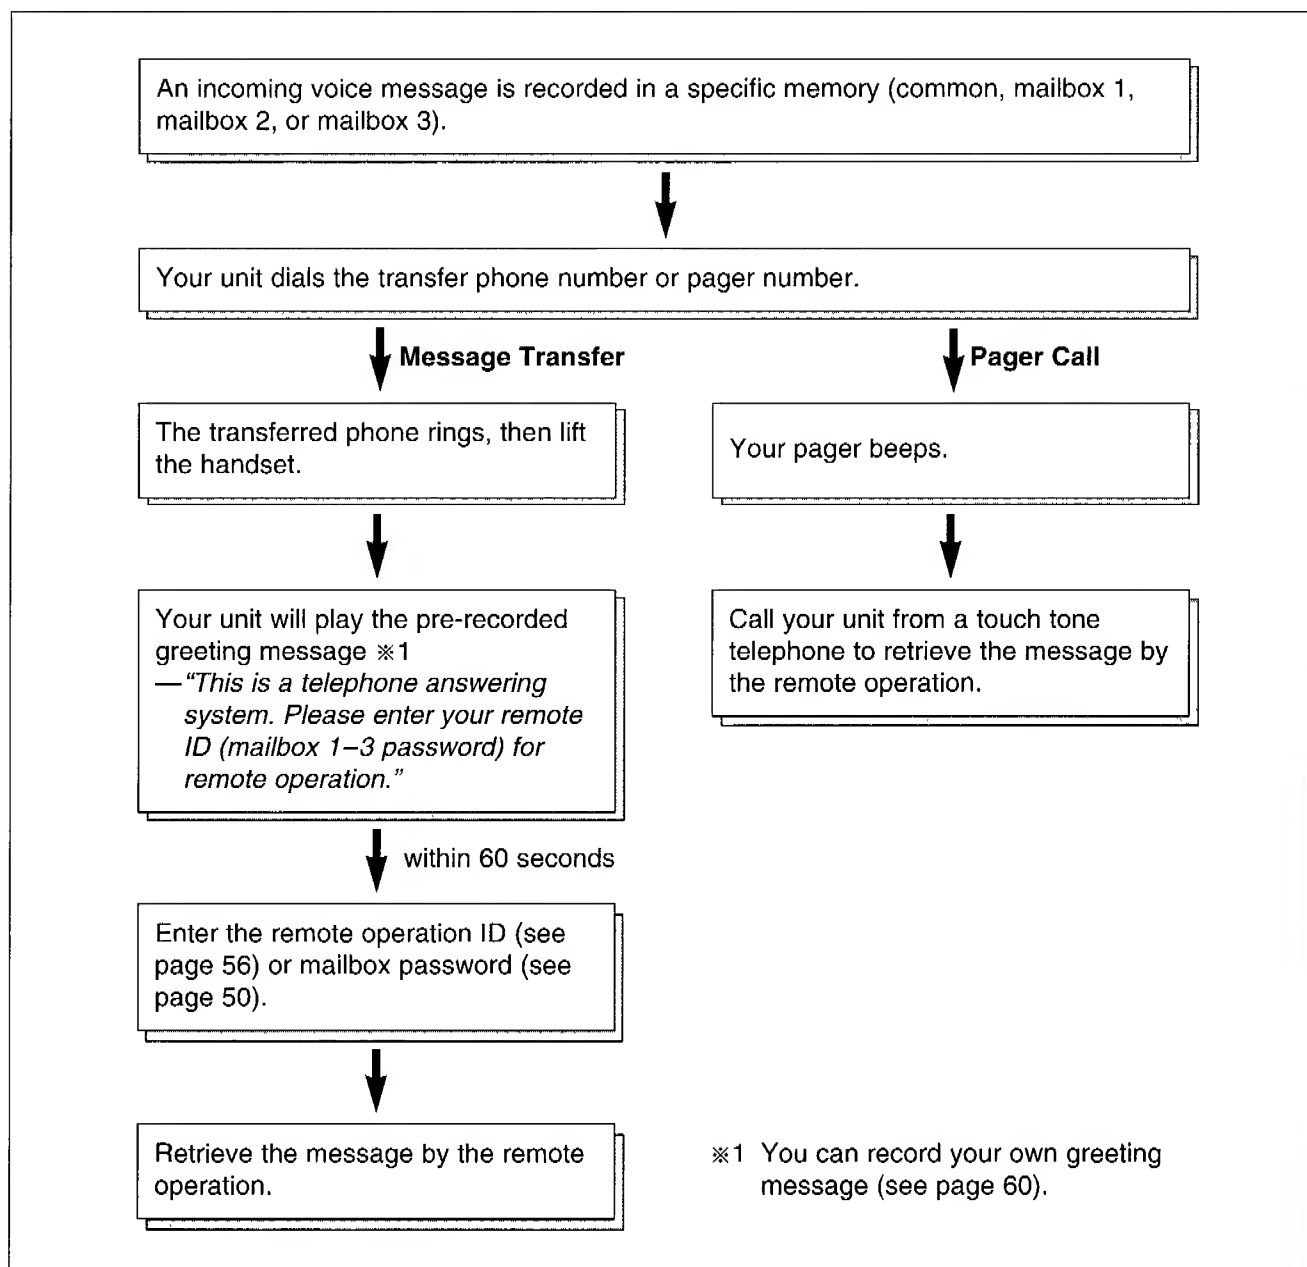 An incoming voice message is recorded in a specific memory (common, mailbox 1,
mailbox 2, or mailbox 3).
Your unit dials the transfer phone number or pager number.
Message Transfer
The transferred phone rings, then lift
the handset.
Your unit will play the pre-recorded
greeting message ※1
—“This is a telephone answering
system. Please enter your remote
ID (mailbox 1–3 password) for
remote operation.”
within 60 seconds
Enter the remote operation ID (see
page 56) or mailbox password (see
page 50).
Retrieve the message by the remote
operation.
Pager Call
Your pager beeps.
Call your unit from a touch tone
telephone to retrieve the message by
the remote operation.
※1 You can record your own greeting
message (see page 60).